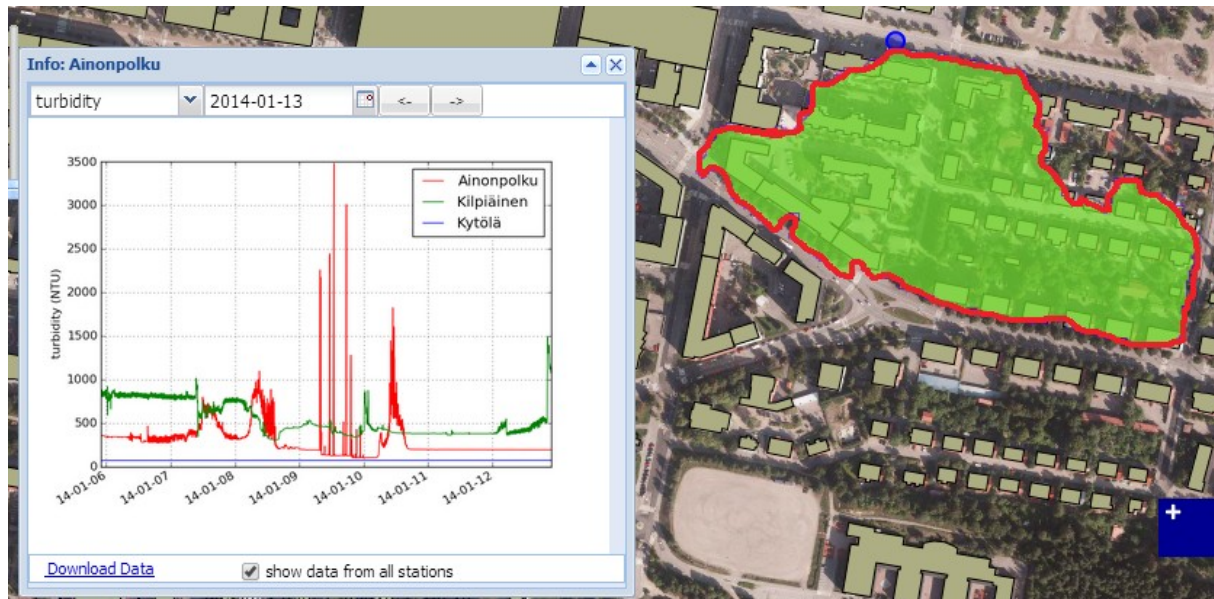 Info: Ainonpolku
turbidity 2014-01-13 <- ->
3500
3000
2500
2000
1500
1000
500
0
turbidity (NTU)
Ainonpolku
Kilpiäinen
Kytölä
14-01-06 14-01-07 14-01-08 14-01-09 14-01-10 14-01-11 14-01-12
Download Data show data from all stations
+